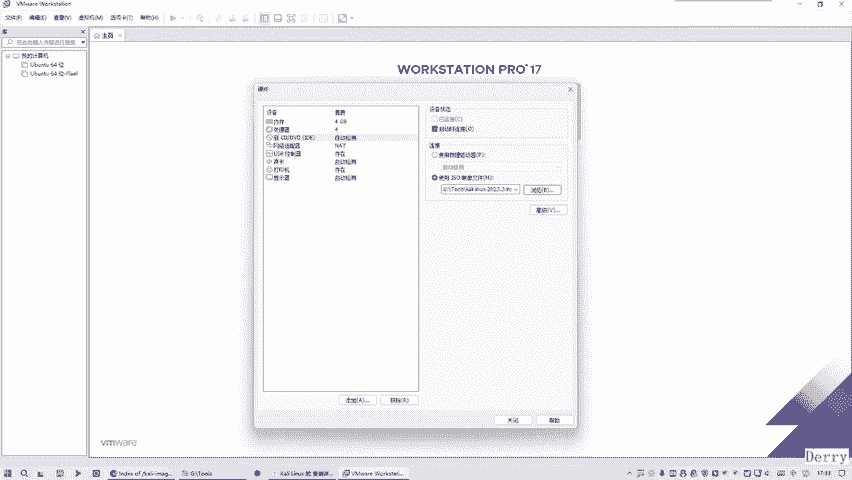 VMware Workstation
文件(F) 编辑(E) 查看(V) 虚拟机(M) 选项卡(T) 帮助(H)
库
在此处键入内容进行搜索
主页
我的计算机
Ubuntu 64 位
Ubuntu 64 位-Pixel
WORKSTATION PRO 17
硬件
设备 摘要
内存 4 GB
处理器 4
新 CD/DVD (IDE) 自动检测
网络适配器 NAT
USB 控制器 存在
声卡 自动检测
打印机 存在
显示器 自动检测
设备状态
已连接(C)
启动时连接(O)
连接
使用物理驱动器(P):
自动检测
使用 ISO 映像文件(M):
G:\Tools\kali-linux-2023.3-in
浏览(B)...
高级(V)...
添加(A)... 移除(R)
关闭 帮助
vmware
Derry
Index of /kali-imag... G:\Tools Kali-Linux 的 VMware Workstati... 17:03